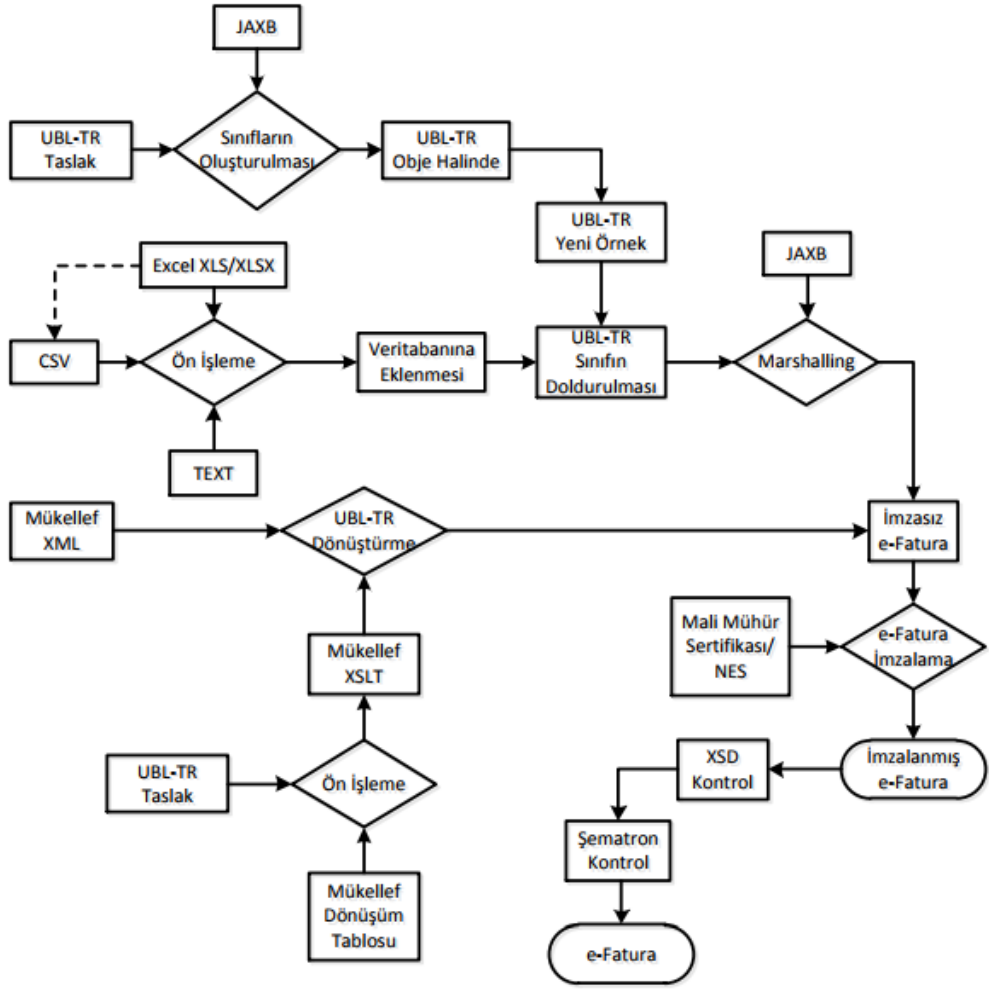 JAXB
UBL-TR
Taslak
Sınıfların
Oluşturulması
UBL-TR
Obje Halinde
UBL-TR
Yeni Örnek
Excel XLS/XLSX
JAXB
CSV
Ön İşleme
Veritabanına
Eklenmesi
UBL-TR
Sınıfın
Doldurulması
Marshalling
TEXT
Mükellef
XML
UBL-TR
Dönüştürme
İmzasız
e-Fatura
Mali Mühür
Sertifikası/
NES
e-Fatura
İmzalama
Mükellef
XSLT
UBL-TR
Taslak
Ön İşleme
XSD
Kontrol
İmzalanmış
e-Fatura
Şematron
Kontrol
Mükellef
Dönüşüm
Tablosu
e-Fatura